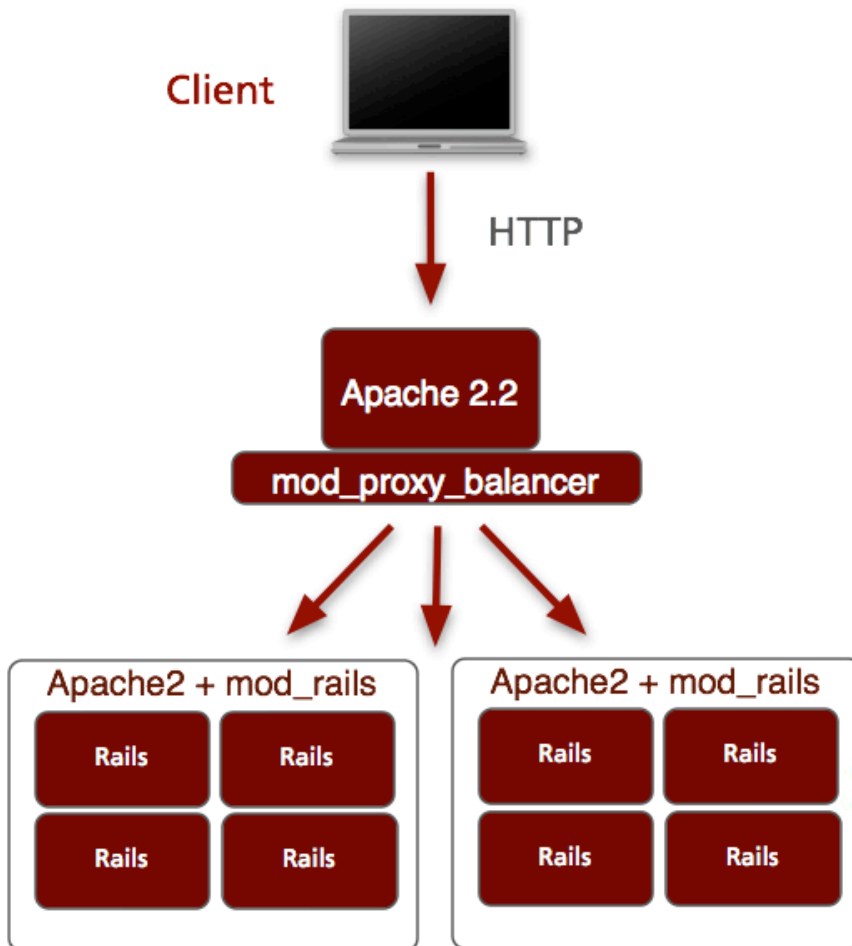 Client
HTTP
Apache 2.2
mod_proxy_balancer
Apache2 + mod_rails
Rails
Rails
Rails
Rails
Apache2 + mod_rails
Rails
Rails
Rails
Rails